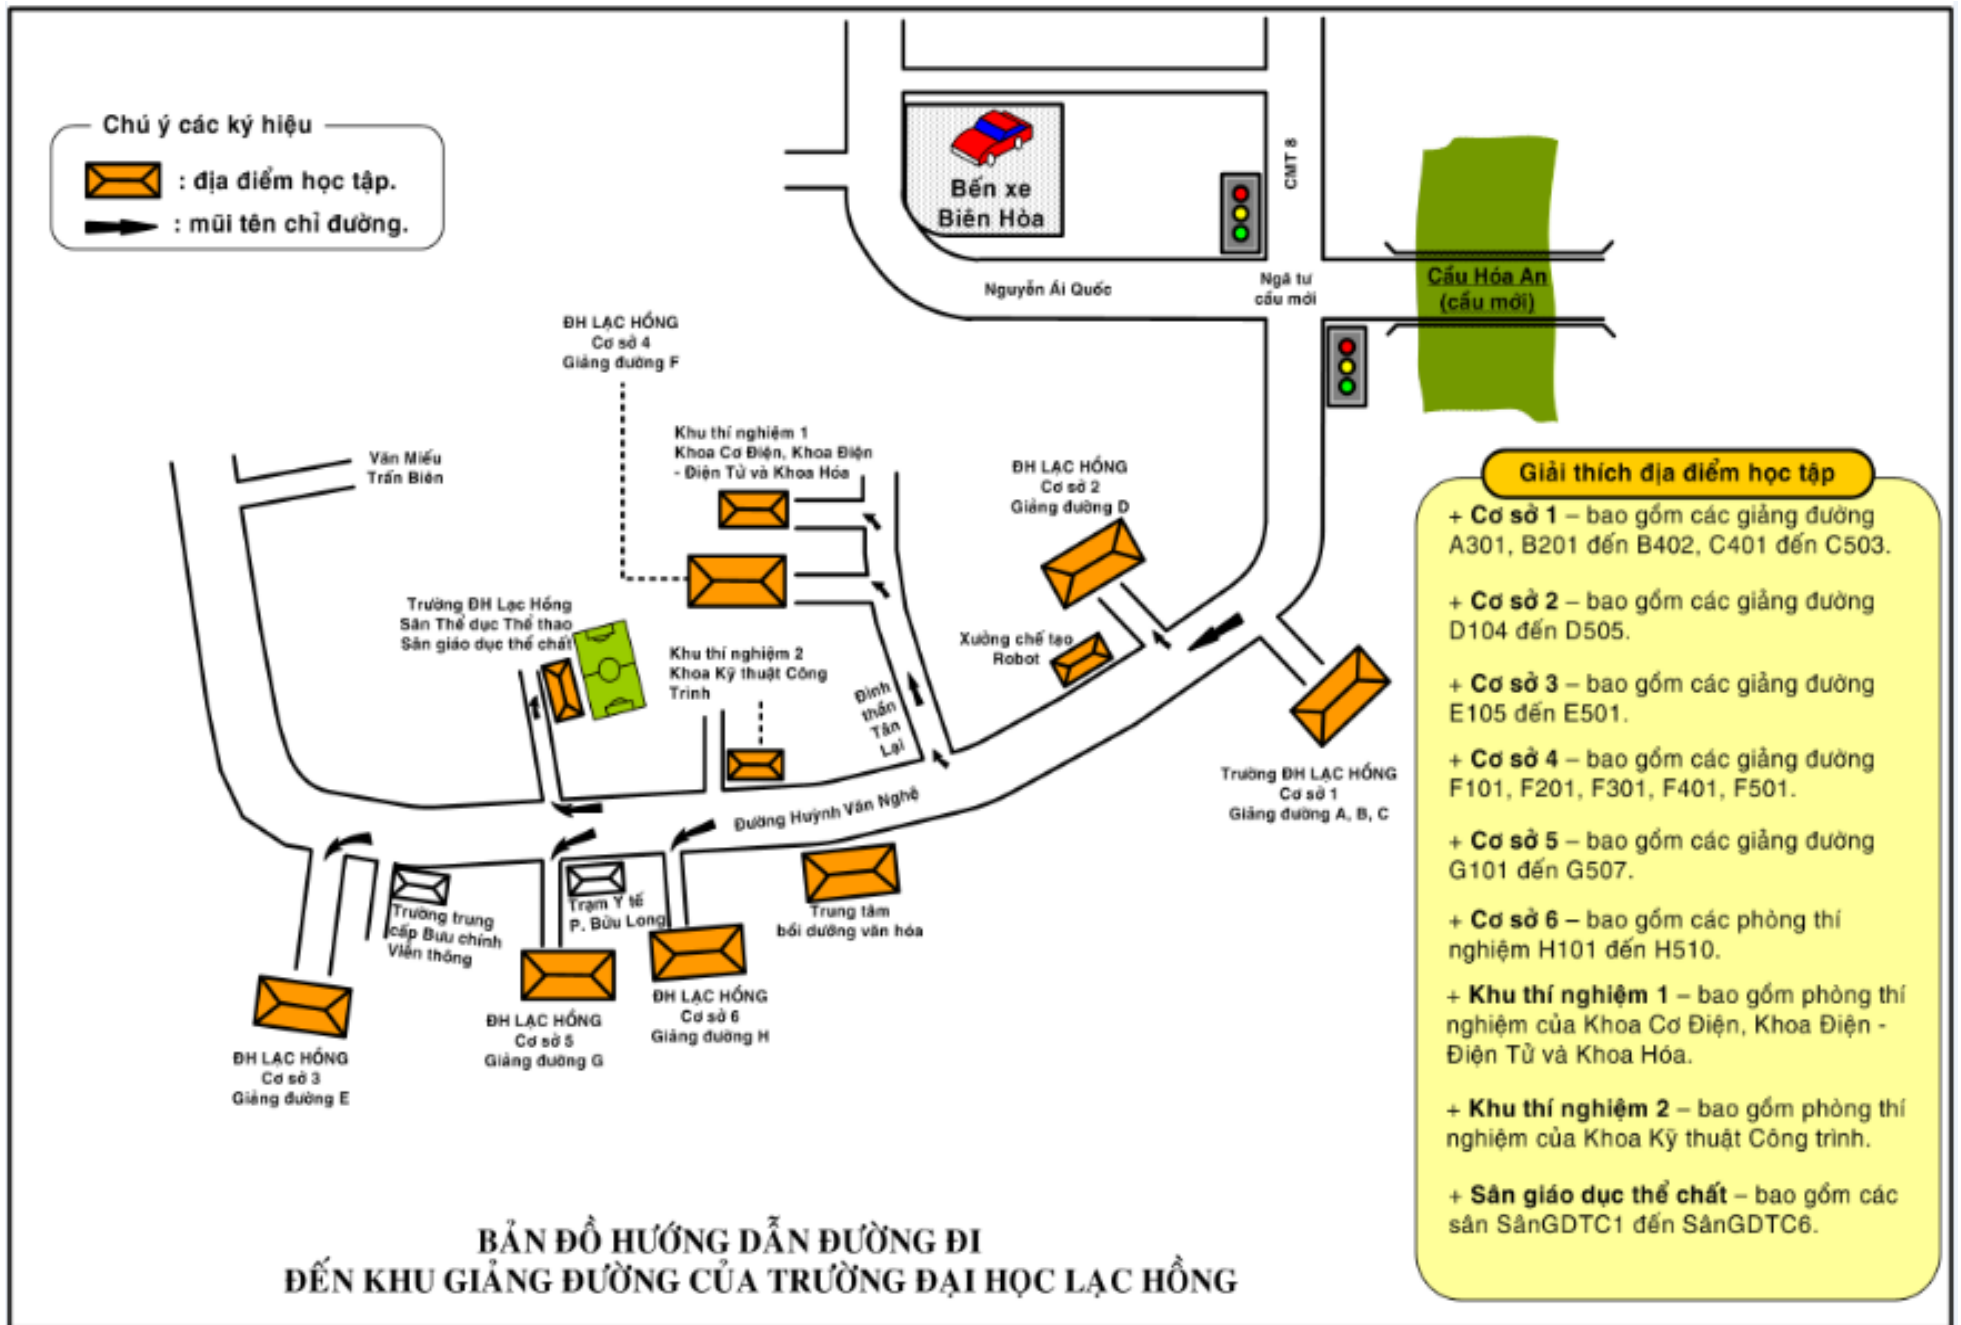 Chú ý các ký hiệu
: địa điểm học tập.
: mũi tên chỉ đường.
Bến xe
Biên Hòa
CMT 8
Nguyễn Ái Quốc
Ngã tư
cầu mới
Cầu Hóa An
(cầu mới)
ĐH LẠC HỒNG
Cơ sở 4
Giảng đường F
Khu thí nghiệm 1
Khoa Cơ Điện, Khoa Điện
- Điện Tử và Khoa Hóa
Văn Miếu
Trấn Biên
ĐH LẠC HỒNG
Cơ sở 2
Giảng đường D
Trường ĐH Lạc Hồng
Sân Thể dục Thể thao
Sân giáo dục thể chất
Khu thí nghiệm 2
Khoa Kỹ thuật Công
Trình
Xưởng chế tạo
Robot
Đình
thần
Tân
Lại
Đường Huỳnh Văn Nghệ
Trường ĐH LẠC HỒNG
Cơ sở 1
Giảng đường A, B, C
Trường trung
cấp Bưu chính
Viễn thông
Trạm Y tế
P. Bửu Long
Trung tâm
bồi dưỡng văn hóa
ĐH LẠC HỒNG
Cơ sở 6
Giảng đường H
ĐH LẠC HỒNG
Cơ sở 5
Giảng đường G
ĐH LẠC HỒNG
Cơ sở 3
Giảng đường E
Giải thích địa điểm học tập
+ Cơ sở 1 – bao gồm các giảng đường
A301, B201 đến B402, C401 đến C503.
+ Cơ sở 2 – bao gồm các giảng đường
D104 đến D505.
+ Cơ sở 3 – bao gồm các giảng đường
E105 đến E501.
+ Cơ sở 4 – bao gồm các giảng đường
F101, F201, F301, F401, F501.
+ Cơ sở 5 – bao gồm các giảng đường
G101 đến G507.
+ Cơ sở 6 – bao gồm các phòng thí
nghiệm H101 đến H510.
+ Khu thí nghiệm 1 – bao gồm phòng thí
nghiệm của Khoa Cơ Điện, Khoa Điện -
Điện Tử và Khoa Hóa.
+ Khu thí nghiệm 2 – bao gồm phòng thí
nghiệm của Khoa Kỹ thuật Công trình.
+ Sân giáo dục thể chất – bao gồm các
sân SânGDTC1 đến SânGDTC6.
BẢN ĐỒ HƯỚNG DẪN ĐƯỜNG ĐI
ĐẾN KHU GIẢNG ĐƯỜNG CỦA TRƯỜNG ĐẠI HỌC LẠC HỒNG